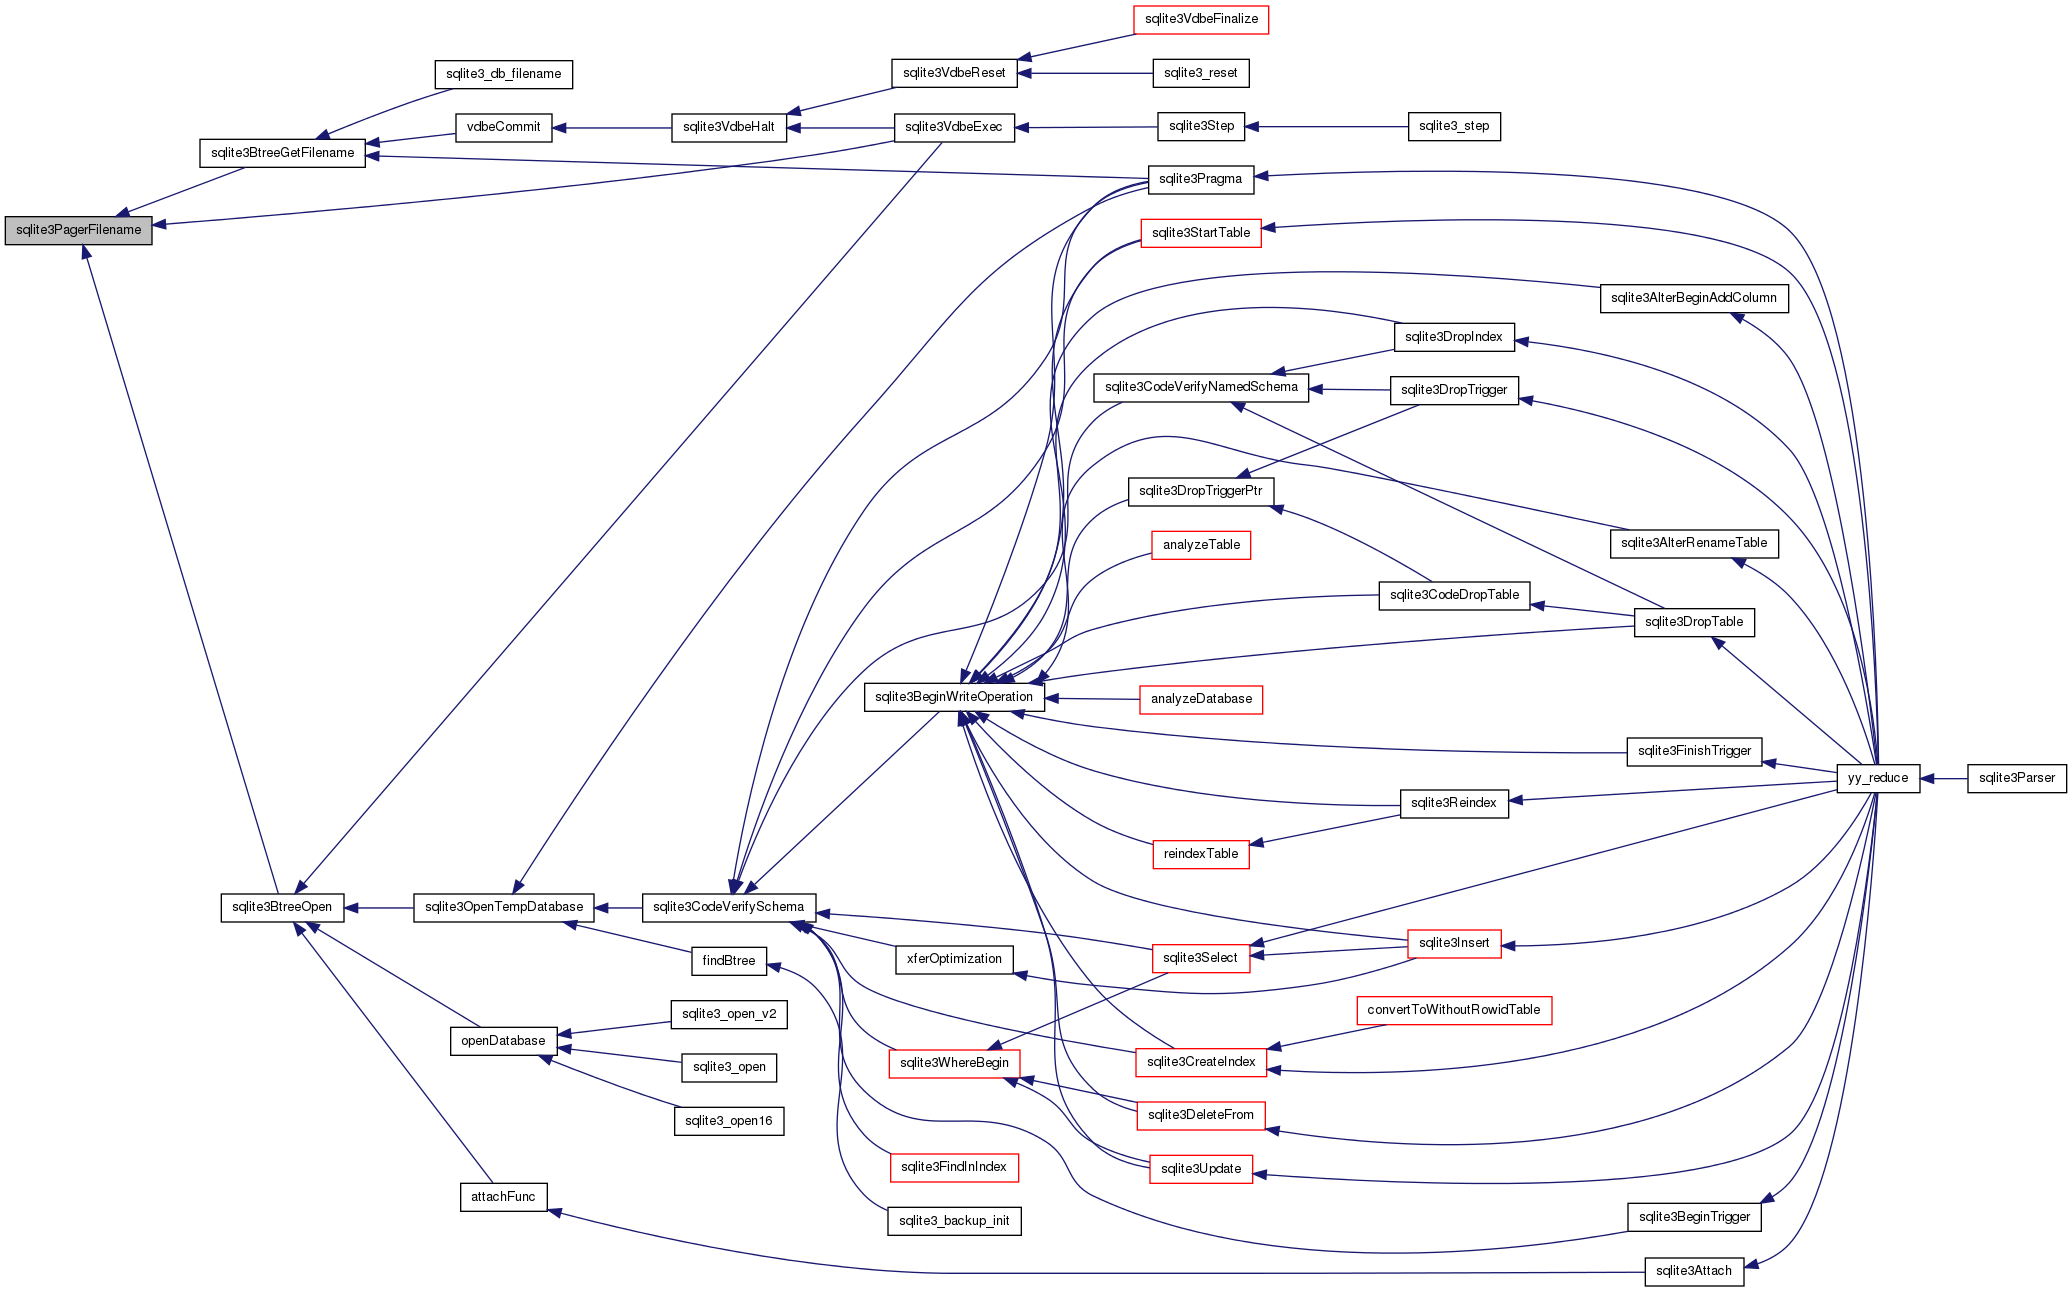 sqlite3VdbeFinalize
sqlite3_db_filename
sqlite3VdbeReset
sqlite3_reset
vdbeCommit
sqlite3VdbeHalt
sqlite3VdbeExec
sqlite3Step
sqlite3_step
sqlite3BtreeGetFilename
sqlite3Pragma
sqlite3PagerFilename
sqlite3StartTable
sqlite3AlterBeginAddColumn
sqlite3DropIndex
sqlite3CodeVerifyNamedSchema
sqlite3DropTrigger
sqlite3DropTriggerPtr
analyzeTable
sqlite3AlterRenameTable
sqlite3CodeDropTable
sqlite3DropTable
sqlite3BeginWriteOperation
analyzeDatabase
sqlite3FinishTrigger
yy_reduce
sqlite3Parser
sqlite3Reindex
reindexTable
sqlite3BtreeOpen
sqlite3OpenTempDatabase
sqlite3CodeVerifySchema
findBtree
xferOptimization
sqlite3Select
sqlite3Insert
sqlite3_open_v2
convertToWithoutRowidTable
openDatabase
sqlite3_open
sqlite3WhereBegin
sqlite3CreateIndex
sqlite3_open16
sqlite3DeleteFrom
sqlite3FindInIndex
sqlite3Update
attachFunc
sqlite3_backup_init
sqlite3BeginTrigger
sqlite3Attach